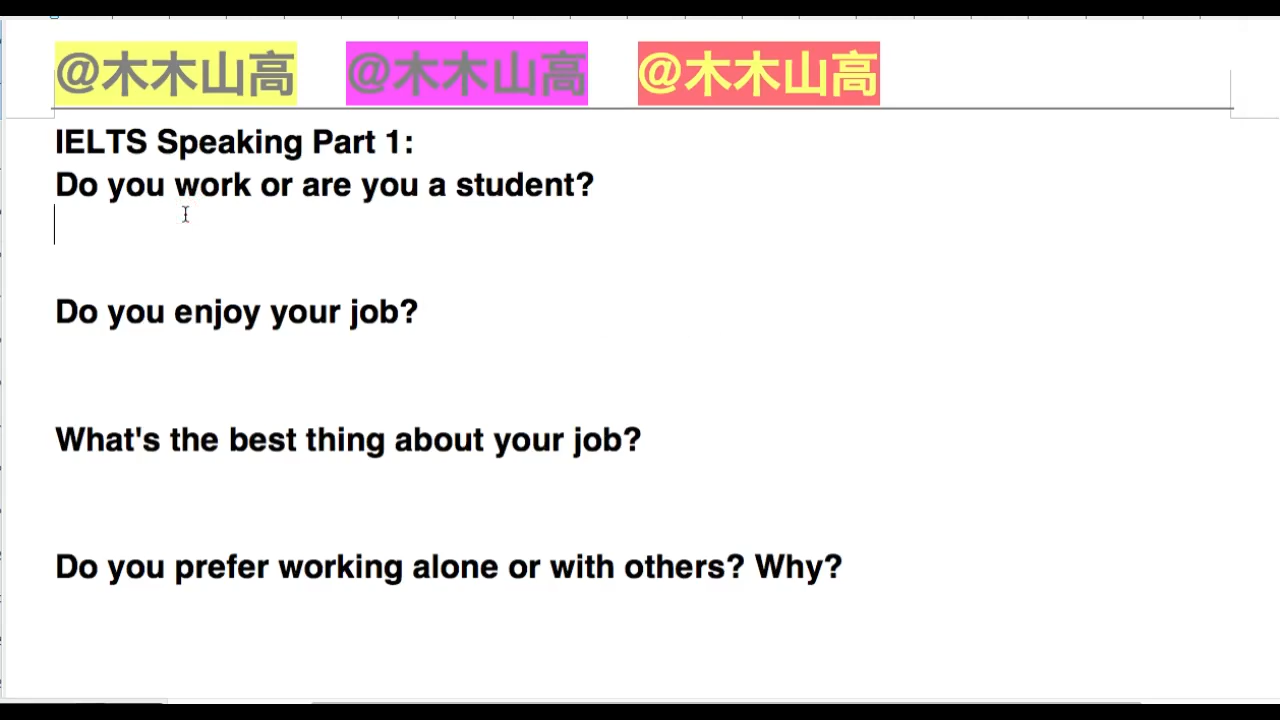 @木木山高 @木木山高 @木木山高
IELTS Speaking Part 1:
Do you work or are you a student?
Do you enjoy your job?
What's the best thing about your job?
Do you prefer working alone or with others? Why?